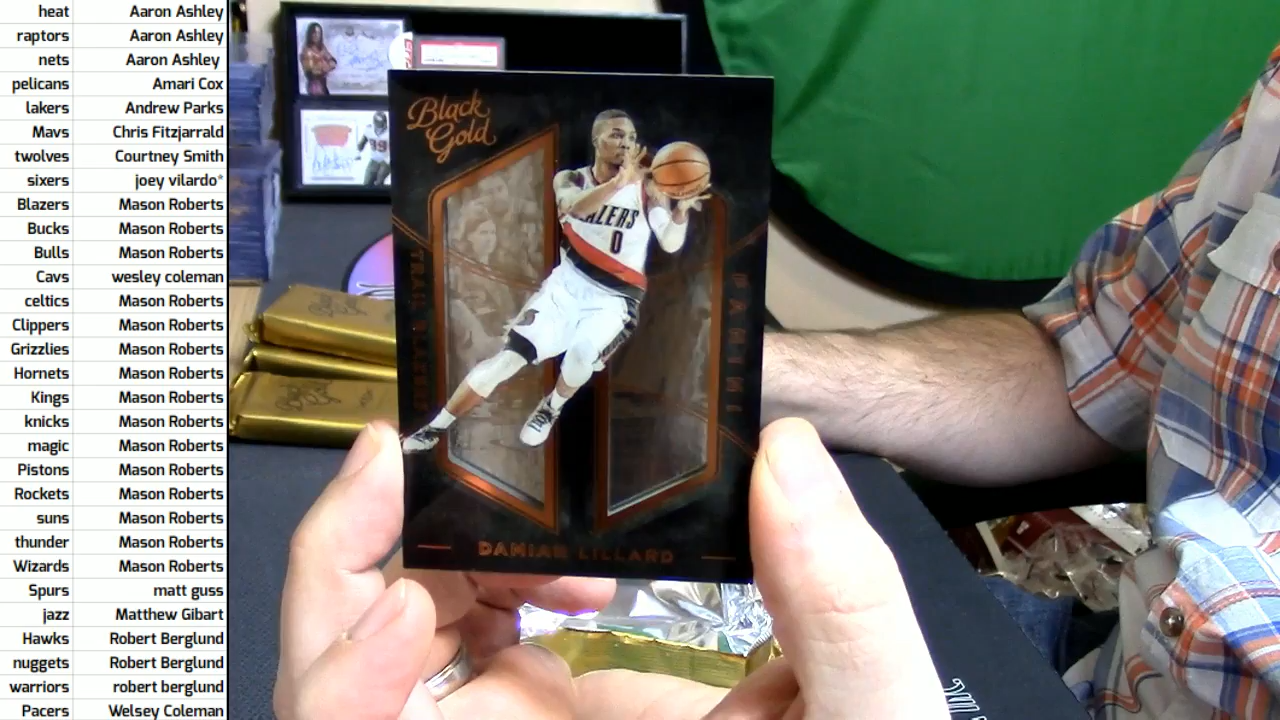 heat Aaron Ashley
raptors Aaron Ashley
nets Aaron Ashley
pelicans Amari Cox
lakers Andrew Parks
Mavs Chris Fitzjarrald
twolves Courtney Smith
sixers joey vilardo*
Blazers Mason Roberts
Bucks Mason Roberts
Bulls Mason Roberts
Cavs wesley coleman
celtics Mason Roberts
Clippers Mason Roberts
Grizzlies Mason Roberts
Hornets Mason Roberts
Kings Mason Roberts
knicks Mason Roberts
magic Mason Roberts
Pistons Mason Roberts
Rockets Mason Roberts
suns Mason Roberts
thunder Mason Roberts
Wizards Mason Roberts
Spurs matt guss
jazz Matthew Gibart
Hawks Robert Berglund
nuggets Robert Berglund
warriors robert berglund
Pacers Welsey Coleman
Black
Gold
TRAIL BLAZERS
PANINI
0
DAMIAN LILLARD